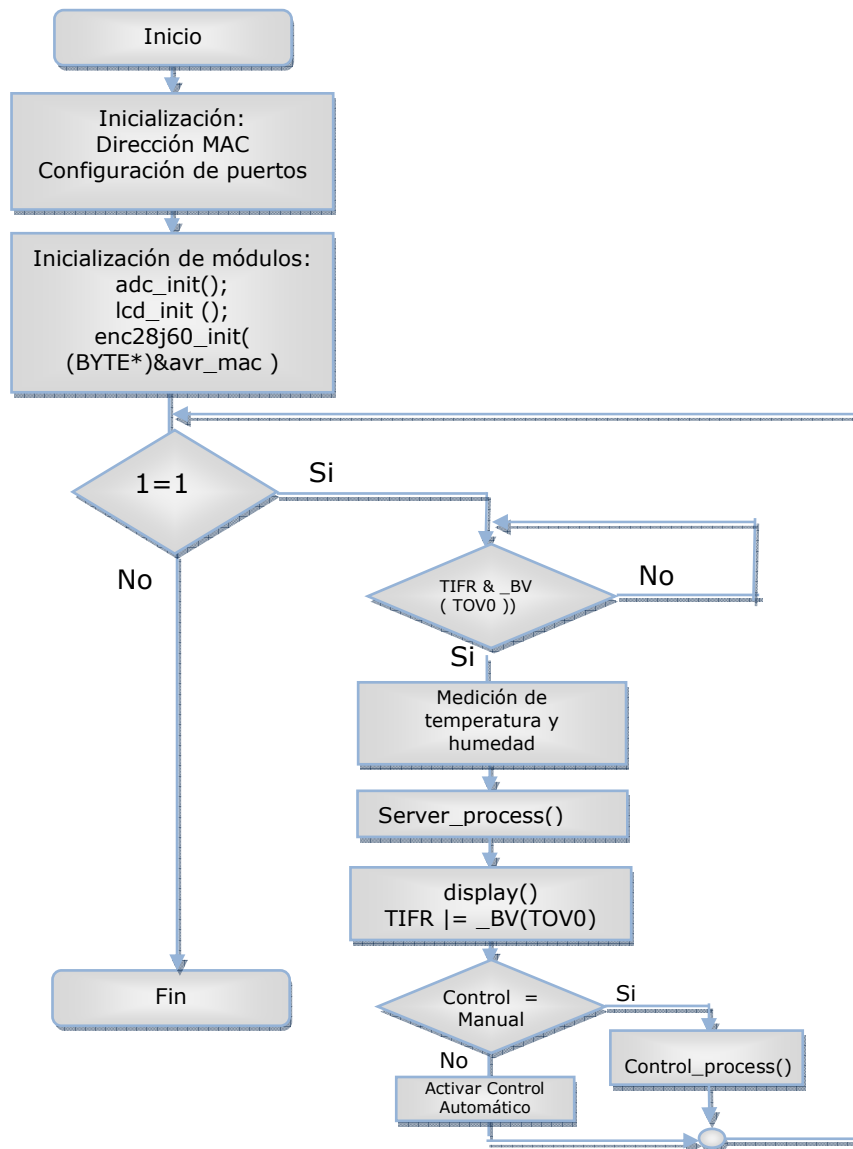 Inicio
Inicialización:
Dirección MAC
Configuración de puertos
Inicialización de módulos:
adc_init();
lcd_init ();
enc28j60_init(
(BYTE*)&avr_mac )
1=1
Si
No
TIFR & _BV
( TOV0 ))
No
Si
Medición de
temperatura y
humedad
Server_process()
display()
TIFR |= _BV(TOV0)
Fin
Control =
Manual
Si
No
Control_process()
Activar Control
Automático